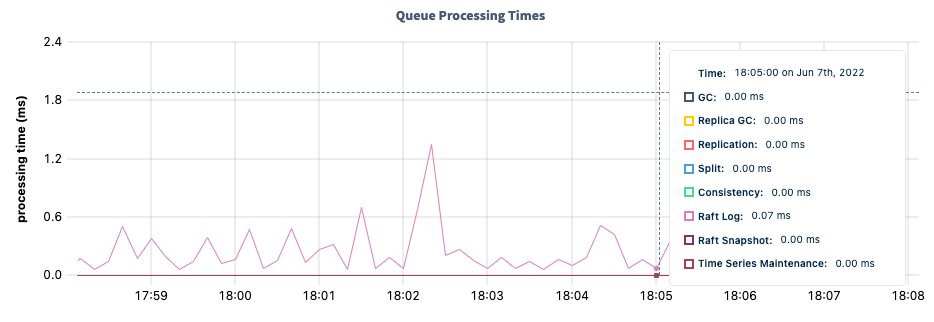 Queue Processing Times
2.4
1.8
1.2
0.6
0.0
processing time (ms)
Time: 18:05:00 on Jun 7th, 2022
GC: 0.00 ms
Replica GC: 0.00 ms
Replication: 0.00 ms
Split: 0.00 ms
Consistency: 0.00 ms
Raft Log: 0.07 ms
Raft Snapshot: 0.00 ms
Time Series Maintenance: 0.00 ms
17:59 18:00 18:01 18:02 18:03 18:04 18:05 18:06 18:07 18:08